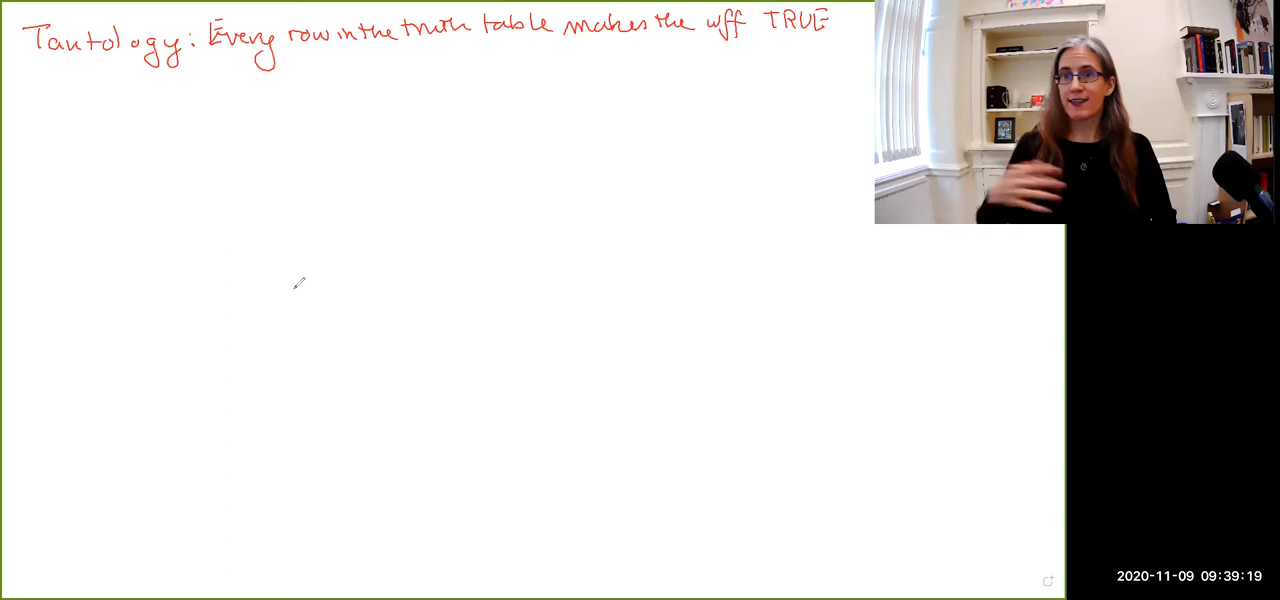 Tautology: Every row in the truth table makes the wff TRUE
2020-11-09 09:39:19